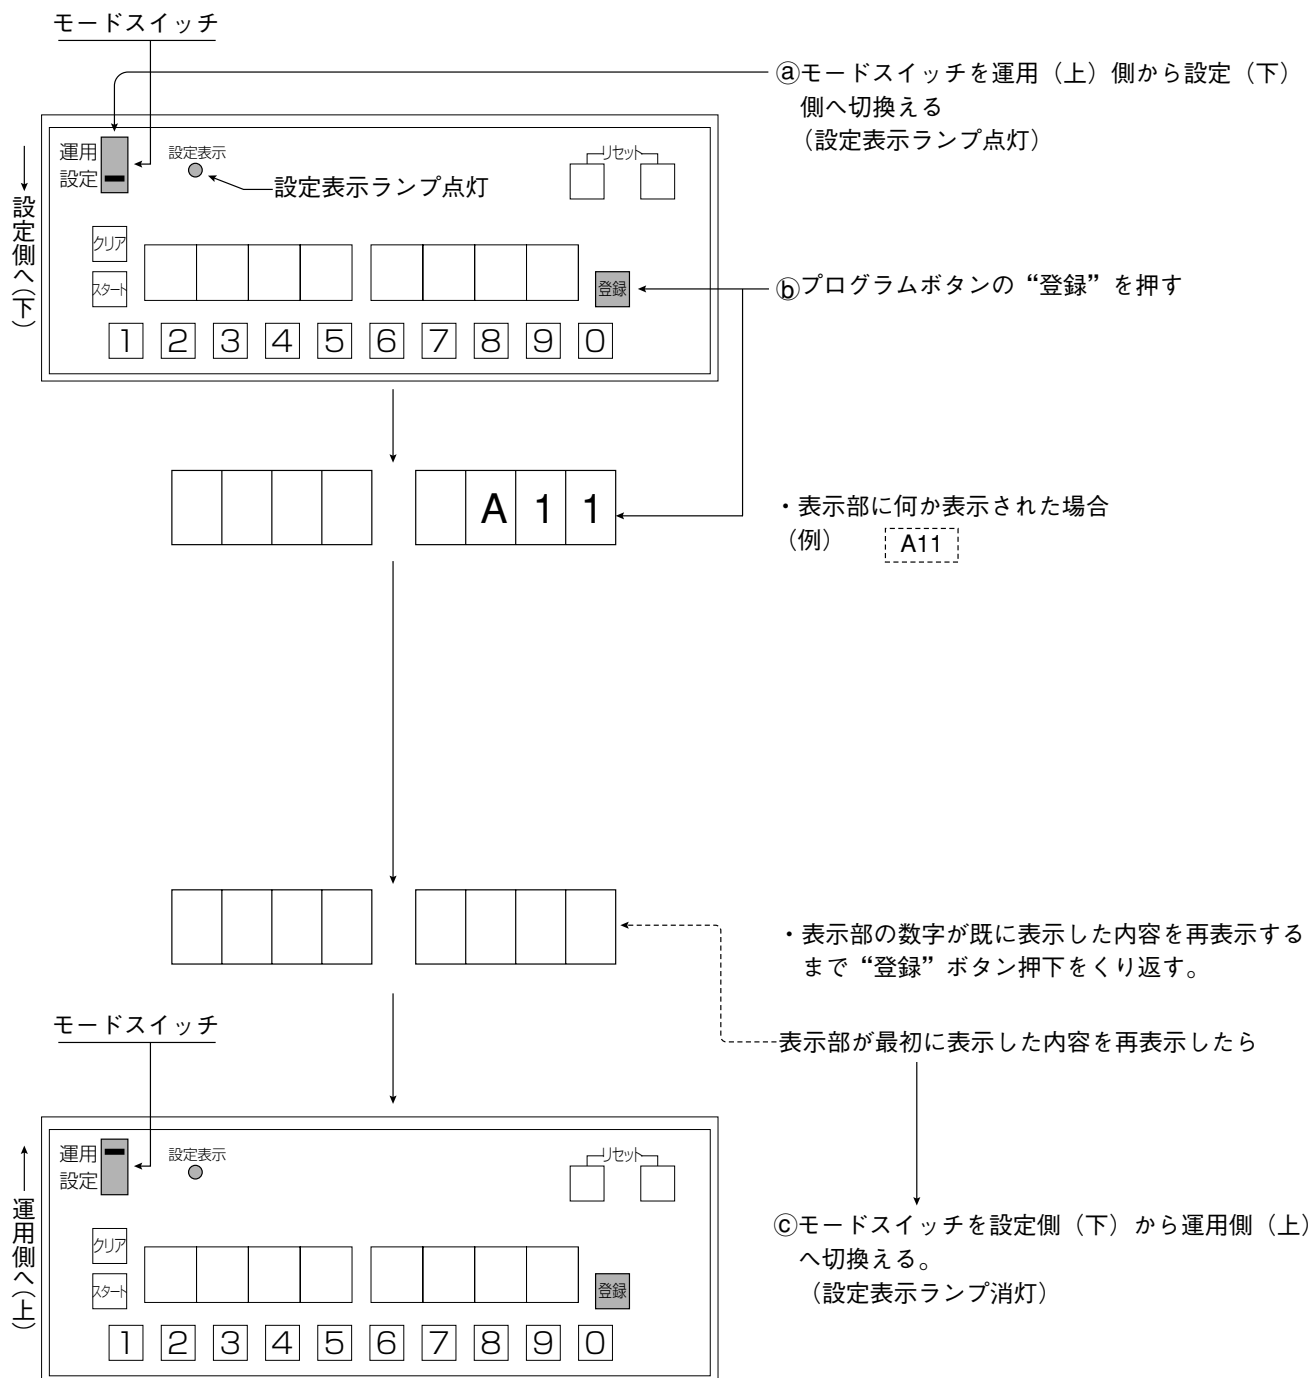 モードスイッチ
ⓐモードスイッチを運用（上）側から設定（下）
側へ切換える
（設定表示ランプ点灯）
運用
設定
設定表示
リセット
設定表示ランプ点灯
設定側へ（下）
クリア
スタート
登録
ⓑプログラムボタンの“登録”を押す
1 2 3 4 5 6 7 8 9 0
A 1 1
・表示部に何か表示された場合
（例） A11
・表示部の数字が既に表示した内容を再表示する
まで“登録”ボタン押下をくり返す。
モードスイッチ
表示部が最初に表示した内容を再表示したら
運用
設定
設定表示
リセット
運用側へ（上）
ⓒモードスイッチを設定側（下）から運用側（上）
へ切換える。
（設定表示ランプ消灯）
クリア
スタート
登録
1 2 3 4 5 6 7 8 9 0